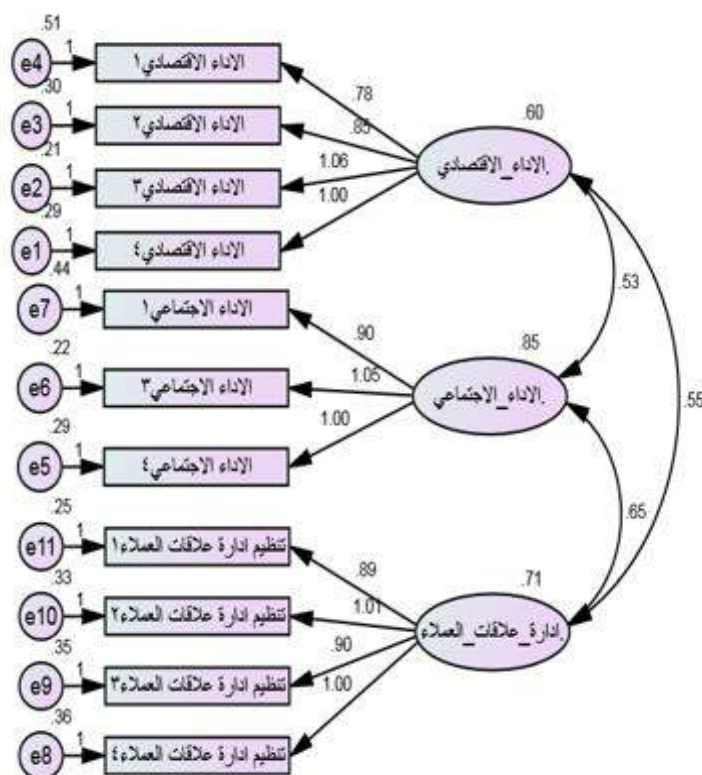 .51
e4
1
الاداء الاقتصادي١
.30
e3
1
الاداء الاقتصادي٢
.21
e2
1
الاداء الاقتصادي٣
.29
e1
1
الاداء الاقتصادي٤
.44
e7
1
الاداء الاجتماعي١
.22
e6
1
الاداء الاجتماعي٣
.29
e5
1
الاداء الاجتماعي٤
.25
e11
1
تنظيم ادارة علاقات العملاء١
.33
e10
1
تنظيم ادارة علاقات العملاء٢
.35
e9
1
تنظيم ادارة علاقات العملاء٣
.36
e8
1
تنظيم ادارة علاقات العملاء٤
.78
.85
1.06
1.00
.60
.الاداء_الاقتصادي
.90
1.05
1.00
.85
.الاداء_الاجتماعي
.89
1.01
.90
1.00
.71
.ادارة_علاقات_العملاء
.53
.55
.65